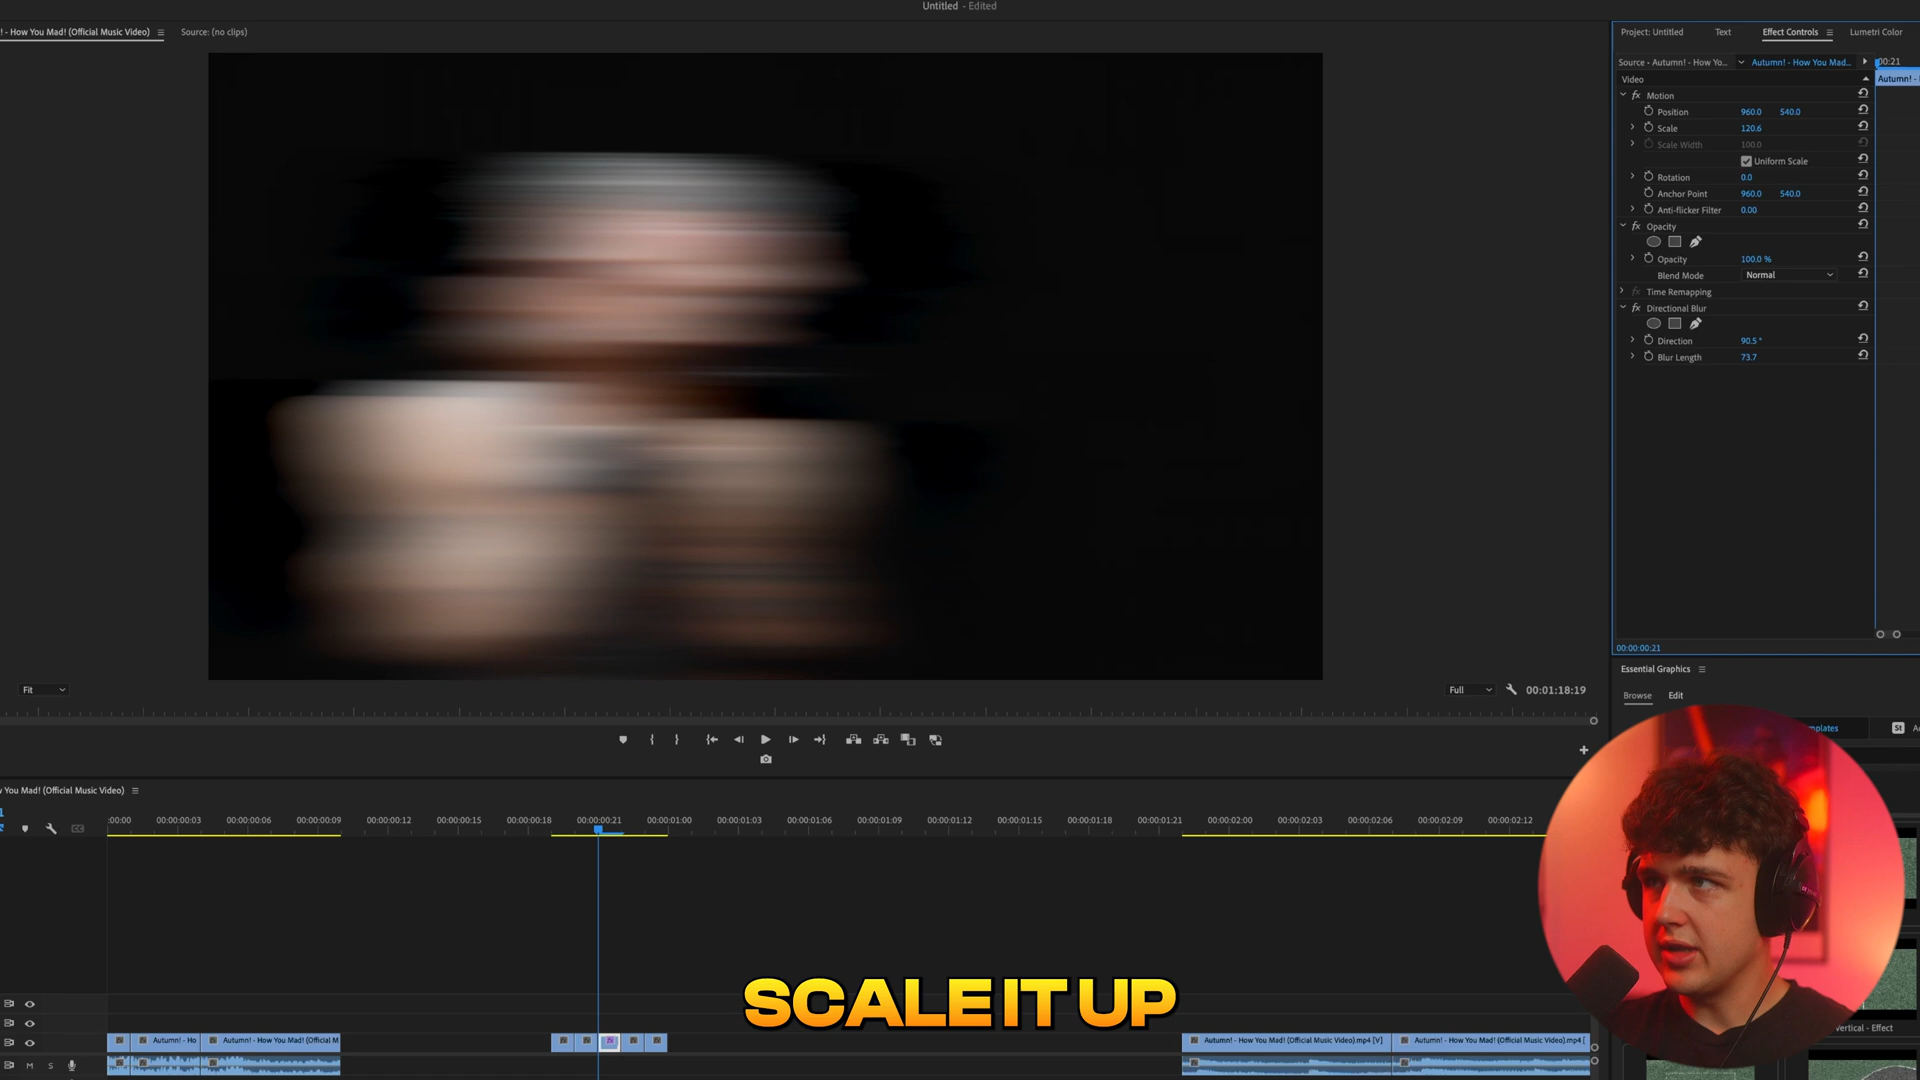 Untitled - Edited
! - How You Mad! (Official Music Video)
Source: (no clips)
Project: Untitled
Text
Effect Controls
Lumetri Color
Source - Autumn! - How Yo...
Autumn! - How You Mad...
00:21
Video
Autumn! -
Motion
Position 960.0 540.0
Scale 120.6
Scale Width 100.0
Uniform Scale
Rotation 0.0
Anchor Point 960.0 540.0
Anti-flicker Filter 0.00
Opacity
Opacity 100.0 %
Blend Mode Normal
Time Remapping
Directional Blur
Direction 90.5 °
Blur Length 73.7
00:00:00:21
Fit
Full
00:01:18:19
Essential Graphics
Browse
Edit
mplates
St
w You Mad! (Official Music Video)
:00:00
00:00:00:03
00:00:00:06
00:00:00:09
00:00:00:12
00:00:00:15
00:00:00:18
00:00:00:21
00:00:01:00
00:00:01:03
00:00:01:06
00:00:01:09
00:00:01:12
00:00:01:15
00:00:01:18
00:00:01:21
00:00:02:00
00:00:02:03
00:00:02:06
00:00:02:09
00:00:02:12
SCALE IT UP
Vertical - Effect
Autumn! - Ho
Autumn! - How You Mad! (Official M
Autumn! - How You Mad! (Official Music Video).mp4 [V]
Autumn! - How You Mad! (Official Music Video).mp4 [
M S